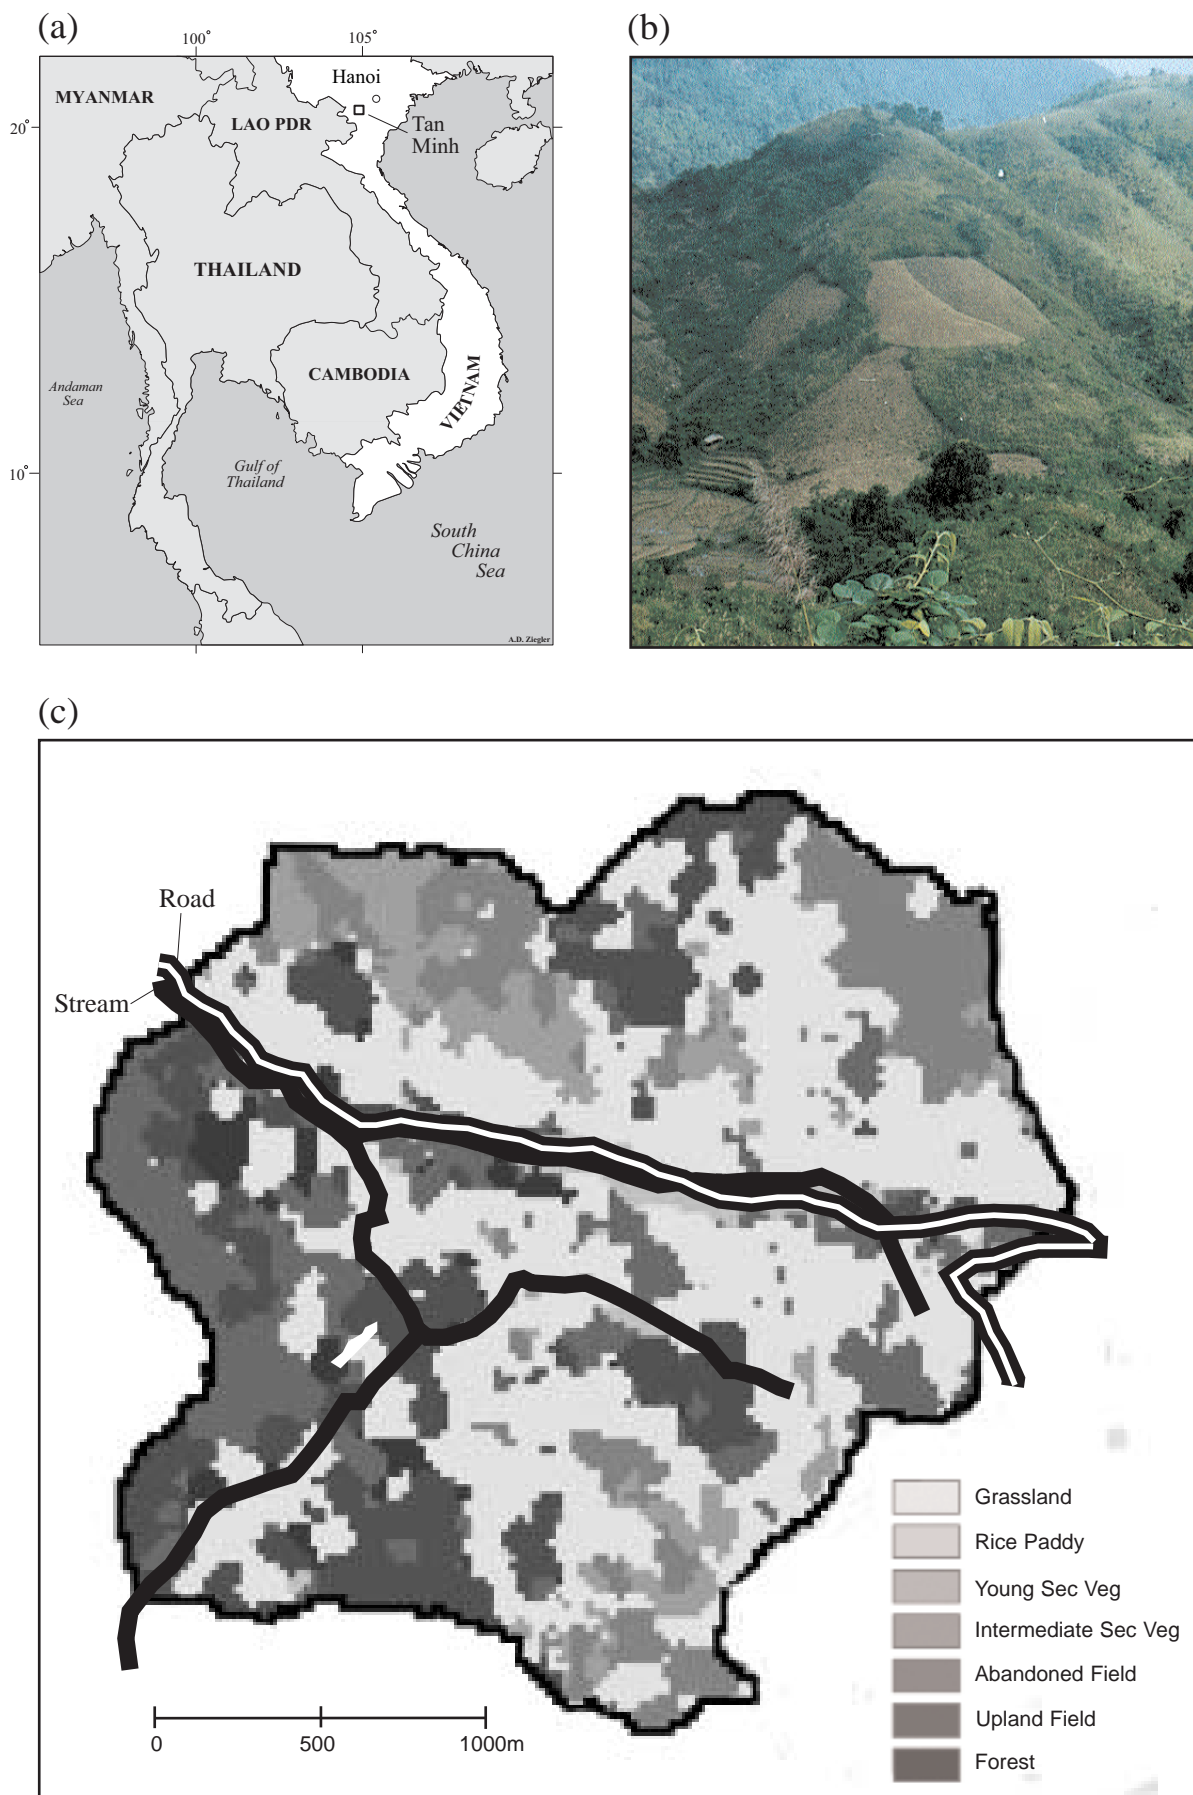 (a)
100°
105°
Hanoi
MYANMAR
LAO PDR
Tan
Minh
20°
THAILAND
CAMBODIA
VIETNAM
Andaman
Sea
10°
Gulf of
Thailand
South
China
Sea
A.D. Ziegler
(b)
(c)
Road
Stream
Grassland
Rice Paddy
Young Sec Veg
Intermediate Sec Veg
Abandoned Field
Upland Field
Forest
0
500
1000m